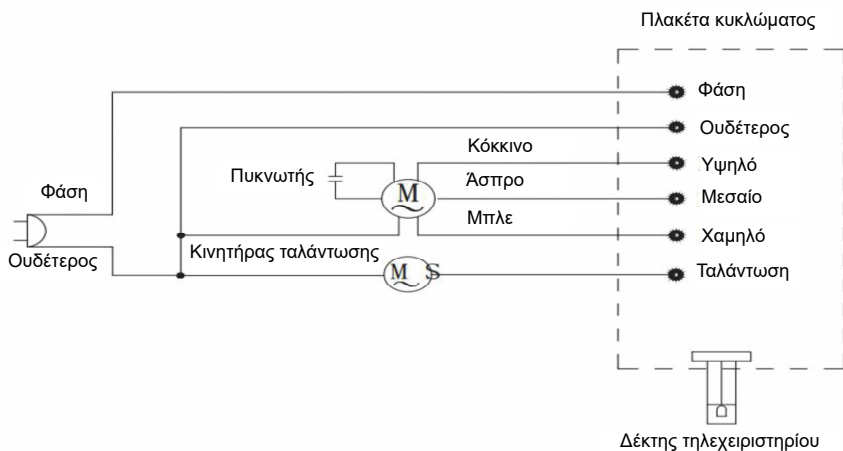 Πλακέτα κυκλώματος
Φάση
Ουδέτερος
Κόκκινο
Υψηλό
Πυκνωτής
Άσπρο
M
Μεσαίο
Φάση
Μπλε
Χαμηλό
Ουδέτερος
Κινητήρας ταλάντωσης
M S
Ταλάντωση
Δέκτης τηλεχειριστηρίου